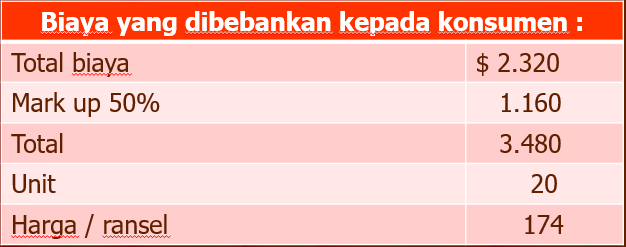 Biaya yang dibebankan kepada konsumen :
Total biaya $ 2.320
Mark up 50% 1.160
Total 3.480
Unit 20
Harga / ransel 174